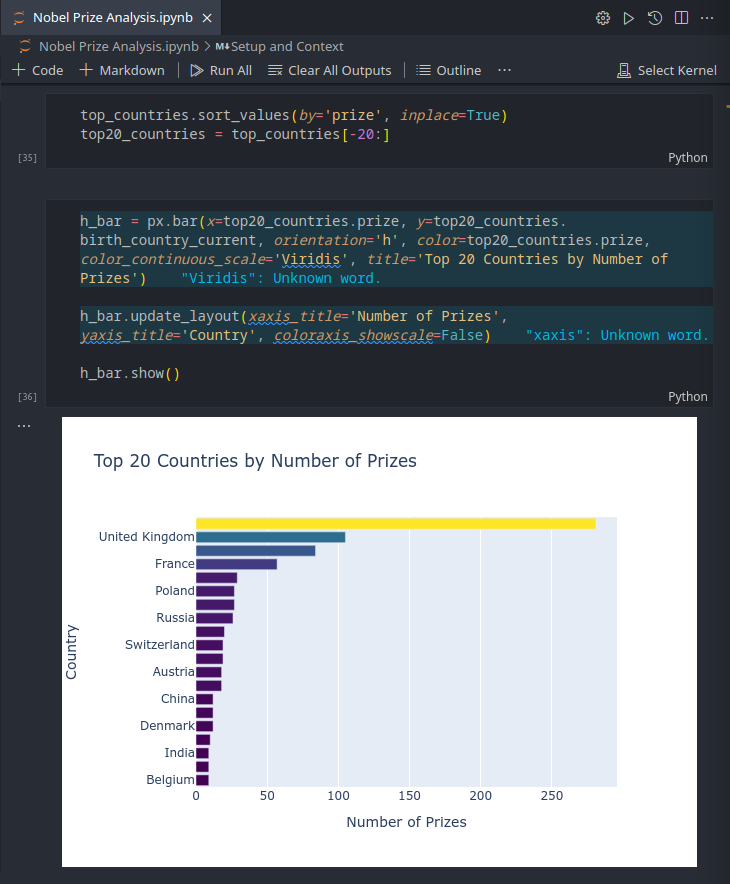 Nobel Prize Analysis.ipynb
Nobel Prize Analysis.ipynb > M↓Setup and Context
+ Code + Markdown | Run All Clear All Outputs | Outline ··· Select Kernel
top_countries.sort_values(by='prize', inplace=True)
top20_countries = top_countries[-20:]
[35]
Python
h_bar = px.bar(x=top20_countries.prize, y=top20_countries.
birth_country_current, orientation='h', color=top20_countries.prize,
color_continuous_scale='Viridis', title='Top 20 Countries by Number of
Prizes') "Viridis": Unknown word.
h_bar.update_layout(xaxis_title='Number of Prizes',
yaxis_title='Country', coloraxis_showscale=False) "xaxis": Unknown word.
h_bar.show()
[36]
Python
···
Top 20 Countries by Number of Prizes
United Kingdom
France
Poland
Russia
Switzerland
Austria
China
Denmark
India
Belgium
Country
0 50 100 150 200 250
Number of Prizes